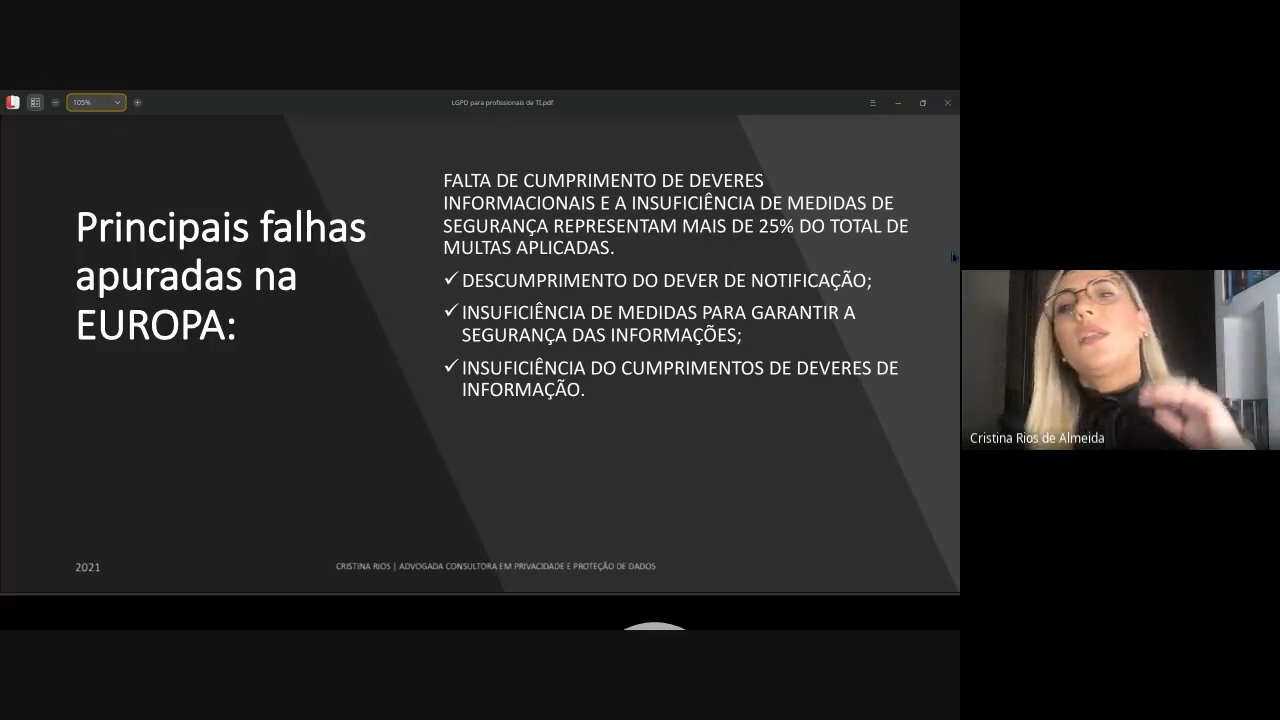 105%
LGPD para profissionais de TI.pdf
Principais falhas
apuradas na
EUROPA:
FALTA DE CUMPRIMENTO DE DEVERES
INFORMACIONAIS E A INSUFICIÊNCIA DE MEDIDAS DE
SEGURANÇA REPRESENTAM MAIS DE 25% DO TOTAL DE
MULTAS APLICADAS.
✓ DESCUMPRIMENTO DO DEVER DE NOTIFICAÇÃO;
✓ INSUFICIÊNCIA DE MEDIDAS PARA GARANTIR A
SEGURANÇA DAS INFORMAÇÕES;
✓ INSUFICIÊNCIA DO CUMPRIMENTOS DE DEVERES DE
INFORMAÇÃO.
2021
CRISTINA RIOS | ADVOGADA CONSULTORA EM PRIVACIDADE E PROTEÇÃO DE DADOS
Cristina Rios de Almeida